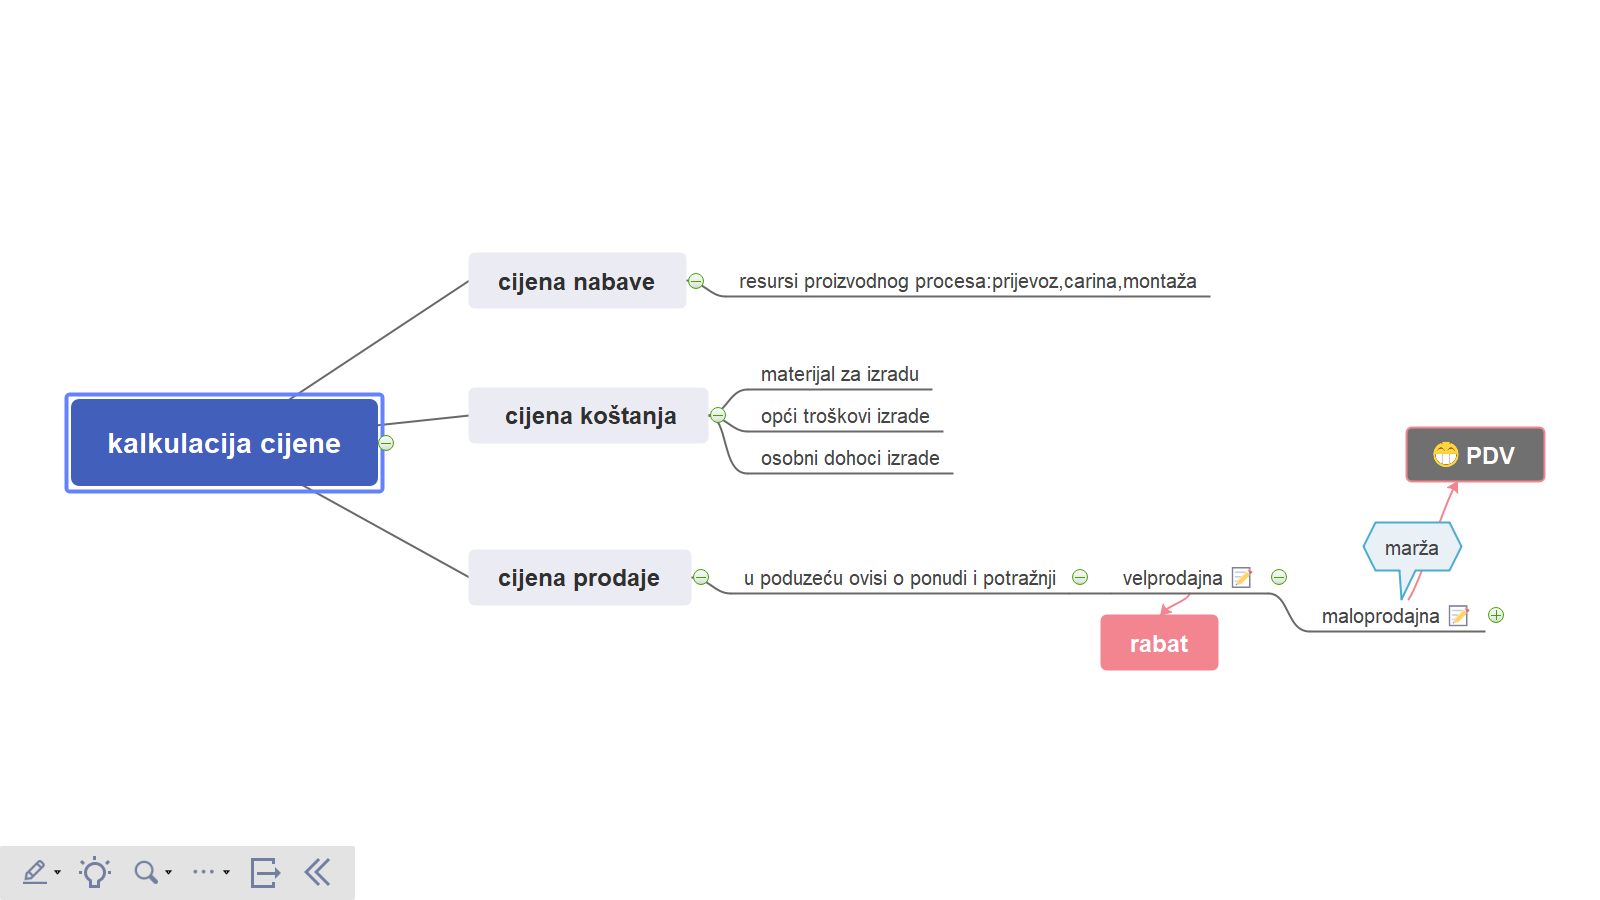 kalkulacija cijene
cijena nabave
resursi proizvodnog procesa:prijevoz,carina,montaža
cijena koštanja
materijal za izradu
opći troškovi izrade
osobni dohoci izrade
cijena prodaje
u poduzeću ovisi o ponudi i potražnji
velprodajna
rabat
maloprodajna
marža
PDV